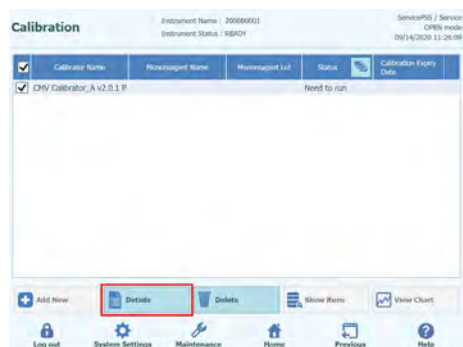 Calibration
Instrument Name : 200680001
Instrument Status : READY
ServicePSS / Service
OPEN mode
09/14/2020 11:26:09
Calibrator Name
Monoreagent Name
Monoreagent Lot
Status
Calibration Expiry Date
CMV Calibrator_A v2.0.1 P
Need to run
Add New
Details
Delete
Show Runs
View Chart
Log out
System Settings
Maintenance
Home
Previous
Help